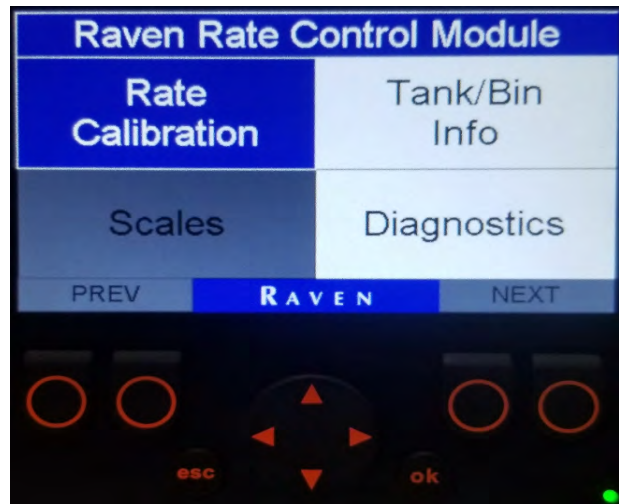 Raven Rate Control Module
Rate
Calibration
Tank/Bin
Info
Scales
Diagnostics
PREV
RAVEN
NEXT
esc
ok